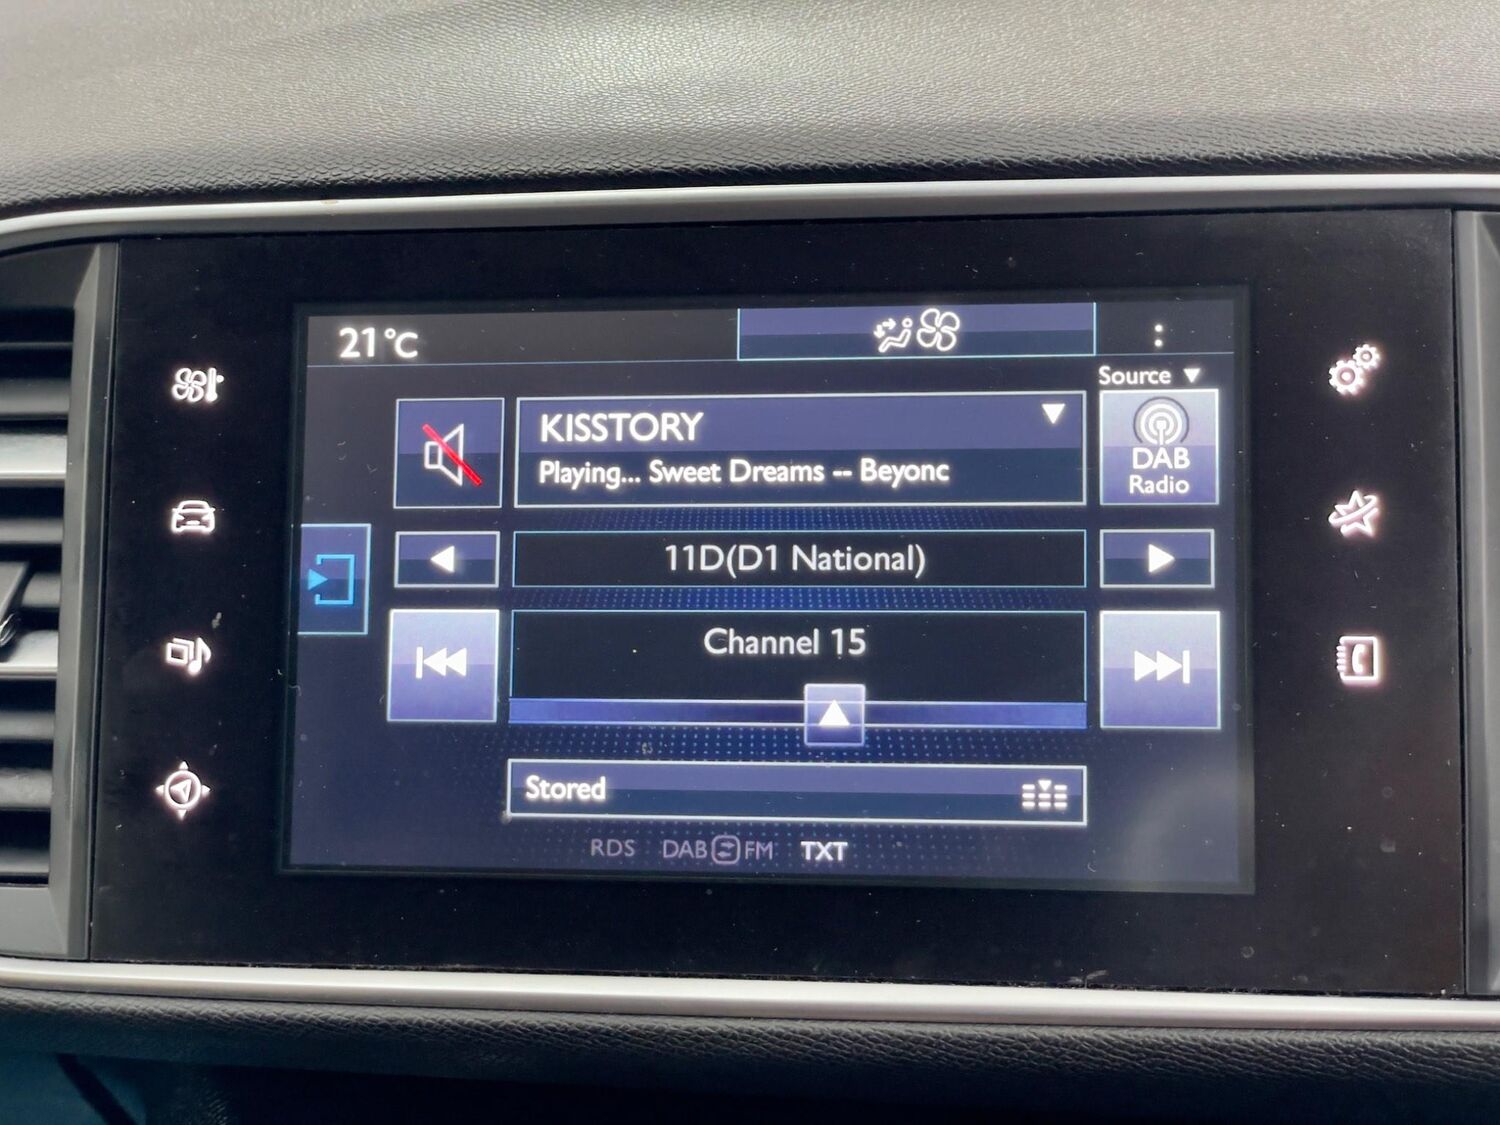 21°C
Source
KISSTORY
Playing... Sweet Dreams -- Beyonc
DAB
Radio
11D(D1 National)
Channel 15
Stored
RDS DAB FM TXT